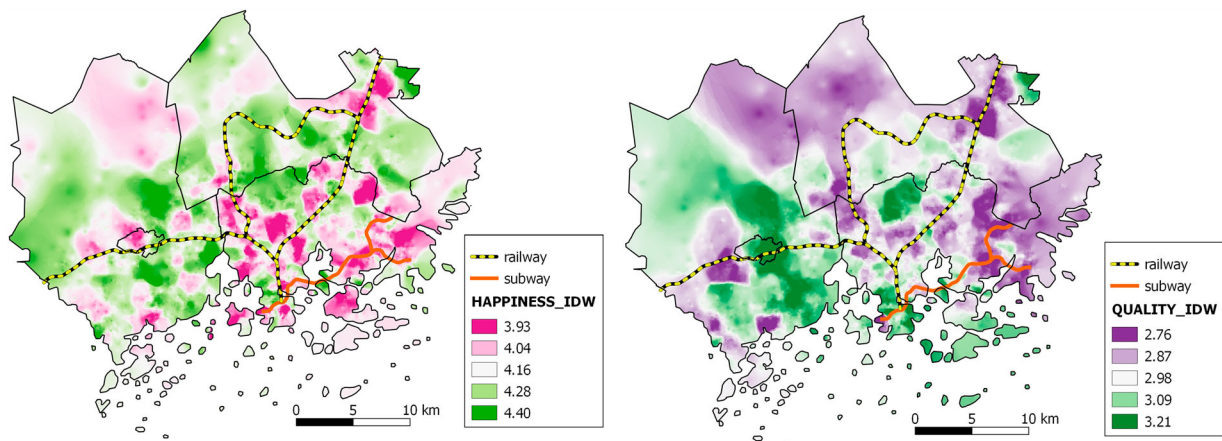 railway
subway
HAPPINESS_IDW
3.93
4.04
4.16
4.28
4.40
0 5 10 km
railway
subway
QUALITY_IDW
2.76
2.87
2.98
3.09
3.21
0 5 10 km